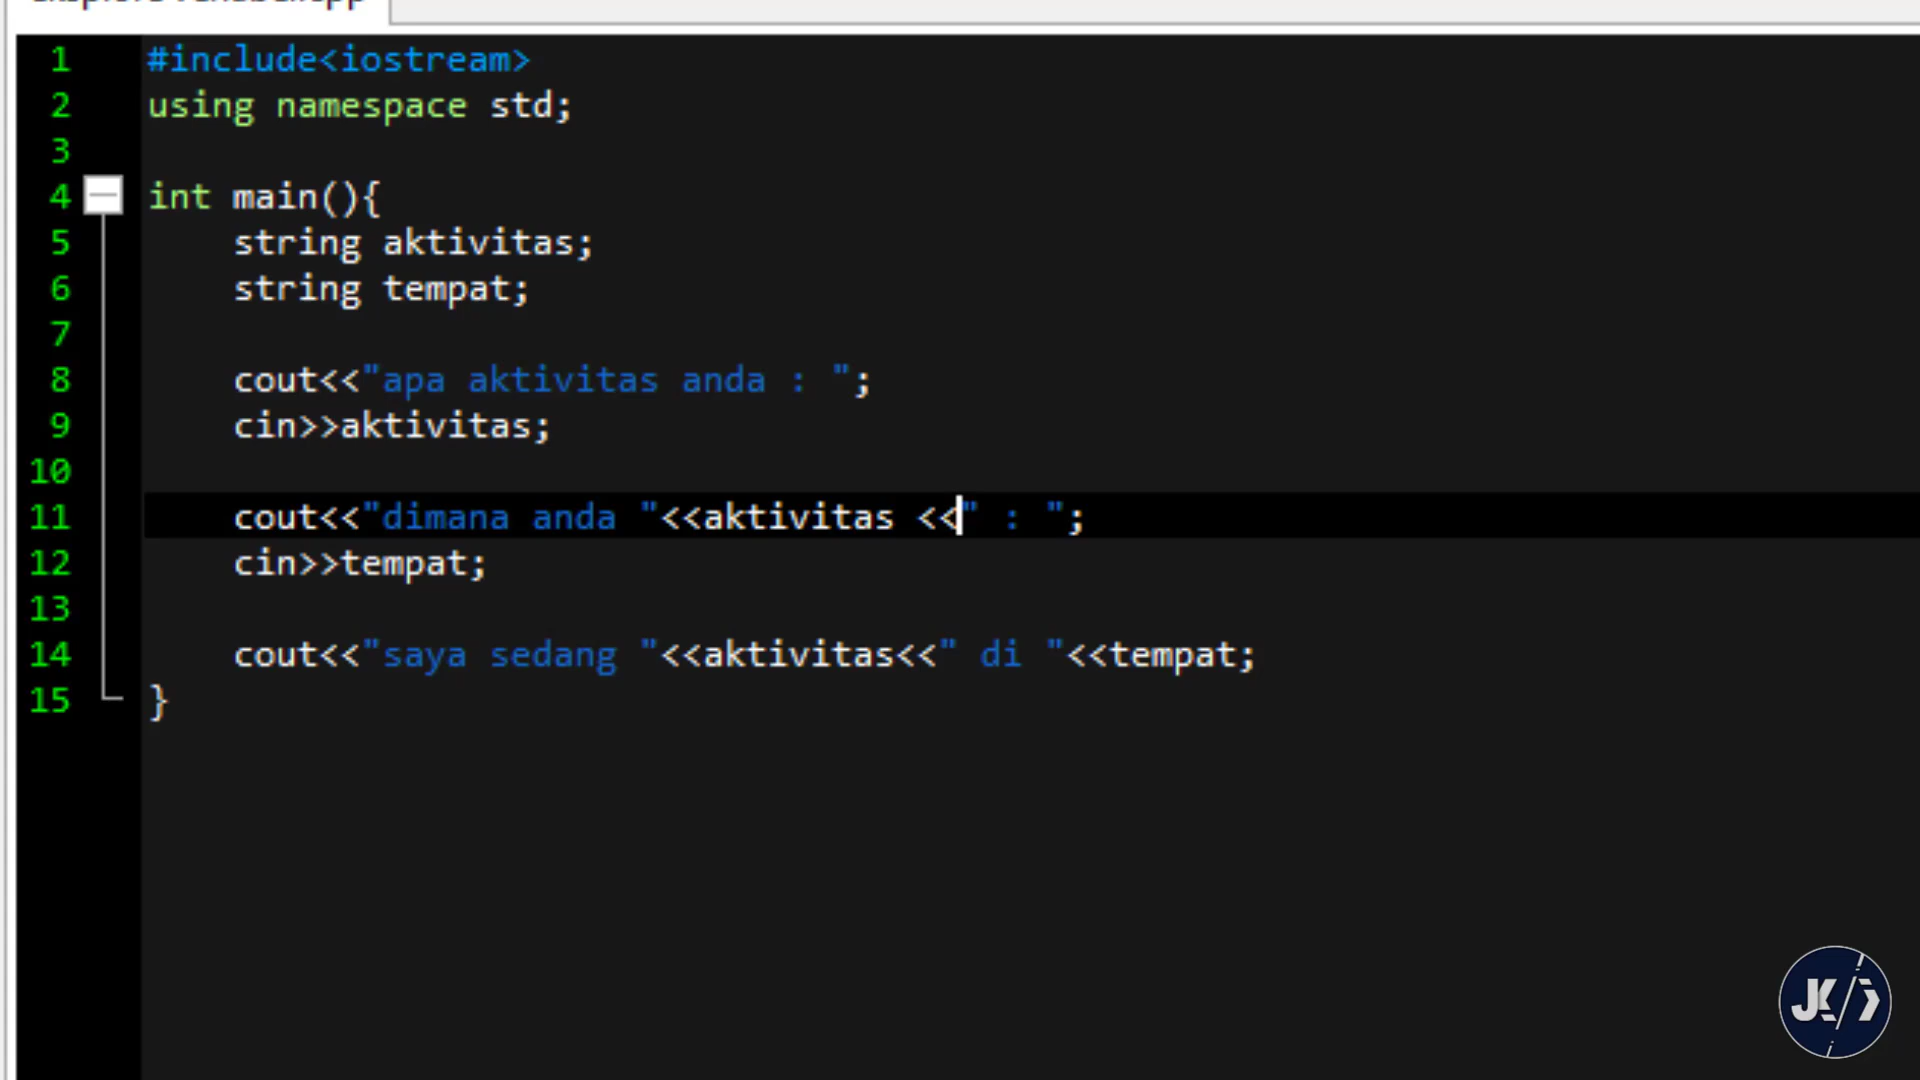 1 #include<iostream>
2 using namespace std;
3
4 int main(){
5 string aktivitas;
6 string tempat;
7
8 cout<<"apa aktivitas anda : ";
9 cin>>aktivitas;
10
11 cout<<"dimana anda "<<aktivitas <<" : ";
12 cin>>tempat;
13
14 cout<<"saya sedang "<<aktivitas<<" di "<<tempat;
15 }
JK